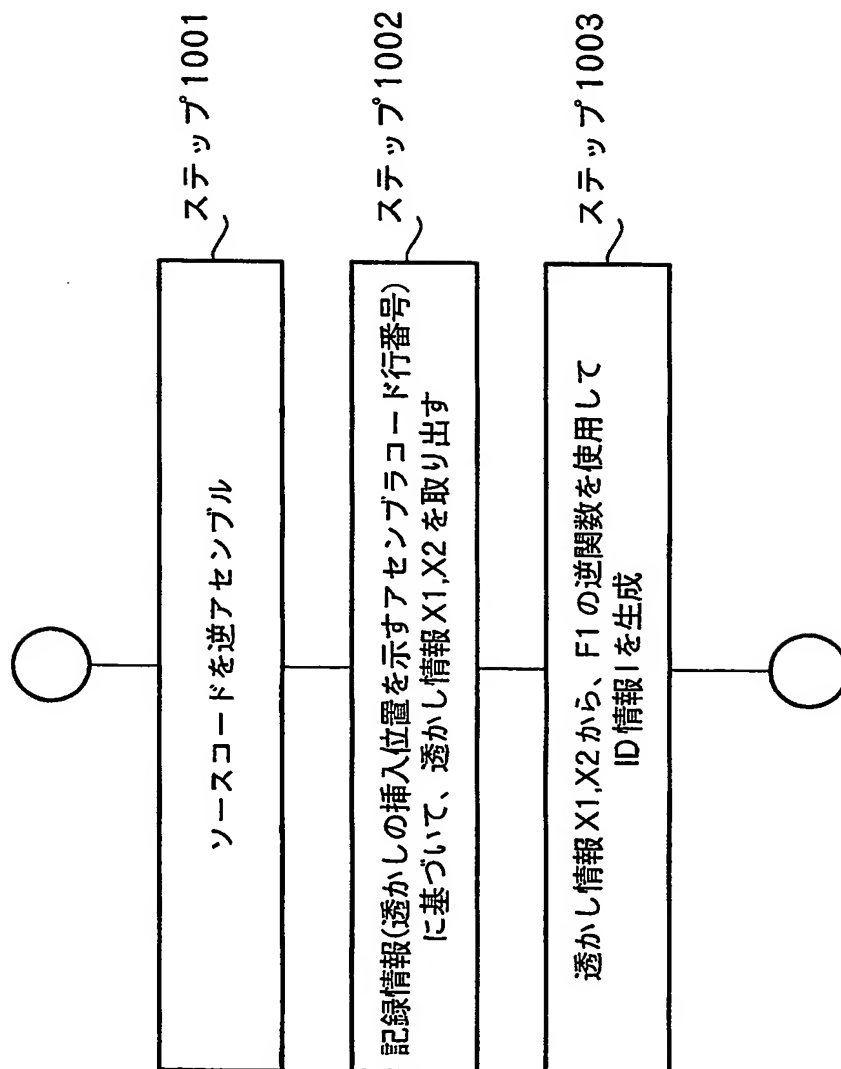 ステップ1001
ソースコードを逆アセンブル
ステップ1002
記録情報(透かしの挿入位置を示すアセンブラコード行番号)
に基づいて、透かし情報X1,X2を取り出す
ステップ1003
透かし情報X1,X2から、F1の逆関数を使用して
ID情報Iを生成